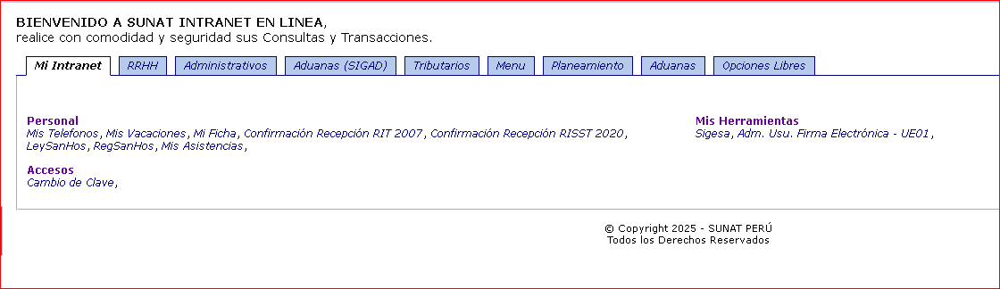 BIENVENIDO A SUNAT INTRANET EN LINEA,
realice con comodidad y seguridad sus Consultas y Transacciones.
Mi Intranet RRHH Administrativos Aduanas (SIGAD) Tributarios Menu Planeamiento Aduanas Opciones Libres
Personal
Mis Telefonos, Mis Vacaciones, Mi Ficha, Confirmación Recepción RIT 2007, Confirmación Recepción RISST 2020,
LeySanHos, RegSanHos, Mis Asistencias,
Accesos
Cambio de Clave,
Mis Herramientas
Sigesa, Adm. Usu. Firma Electrónica - UE01,
© Copyright 2025 - SUNAT PERÚ
Todos los Derechos Reservados